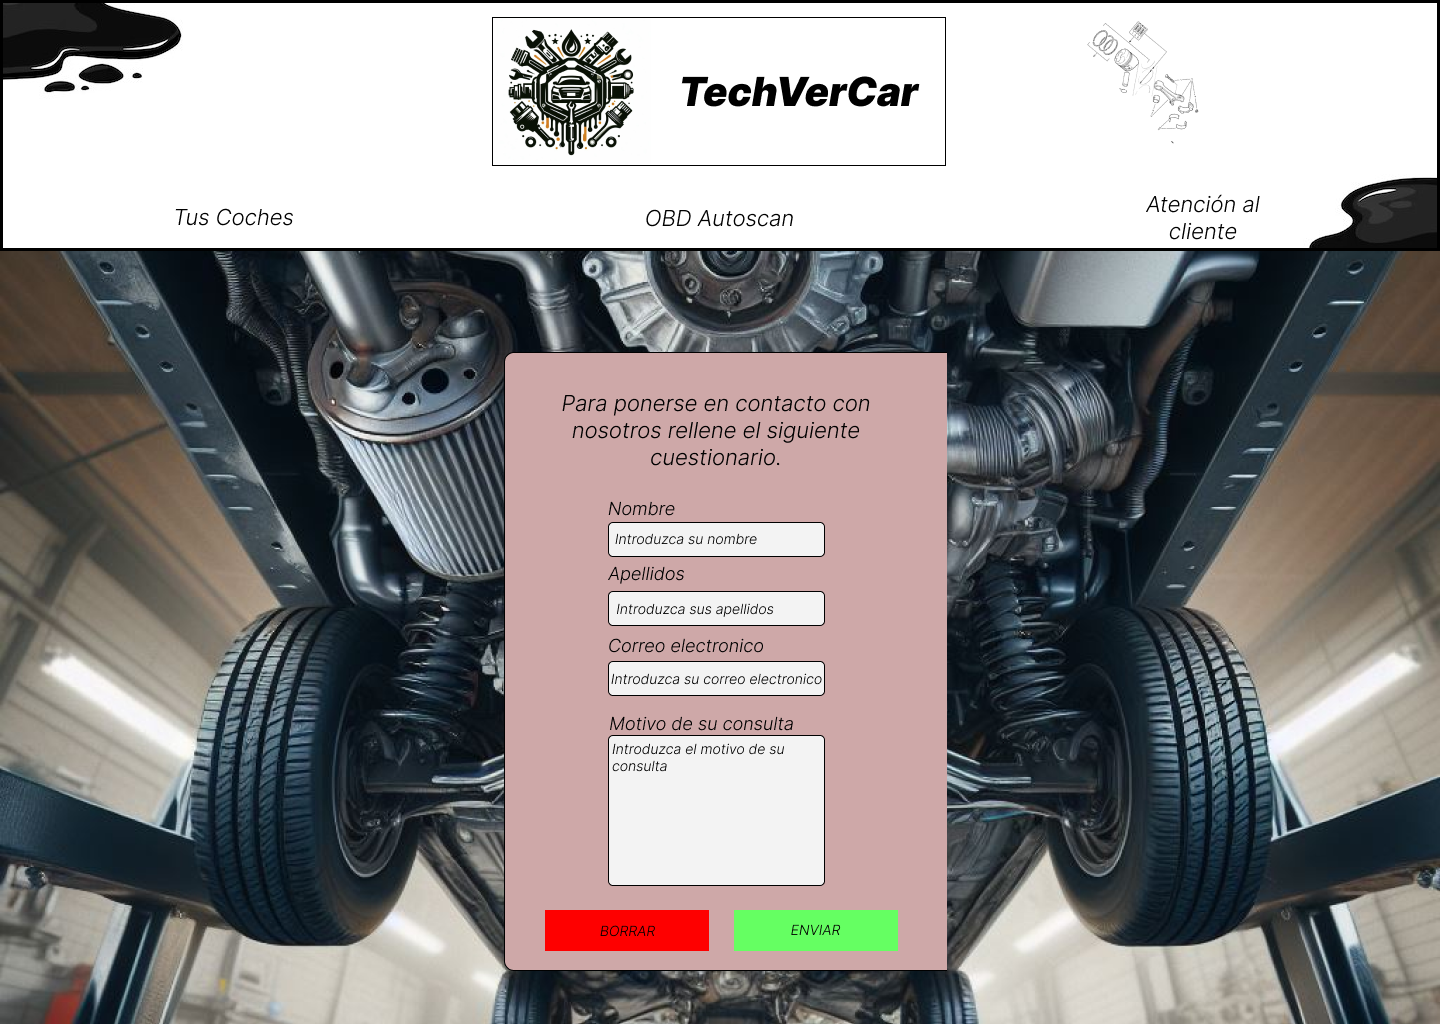 TechVerCar
Tus Coches
OBD Autoscan
Atención al
cliente
Para ponerse en contacto con
nosotros rellene el siguiente
cuestionario.
Nombre
Introduzca su nombre
Apellidos
Introduzca sus apellidos
Correo electronico
Introduzca su correo electronico
Motivo de su consulta
Introduzca el motivo de su
consulta
BORRAR
ENVIAR